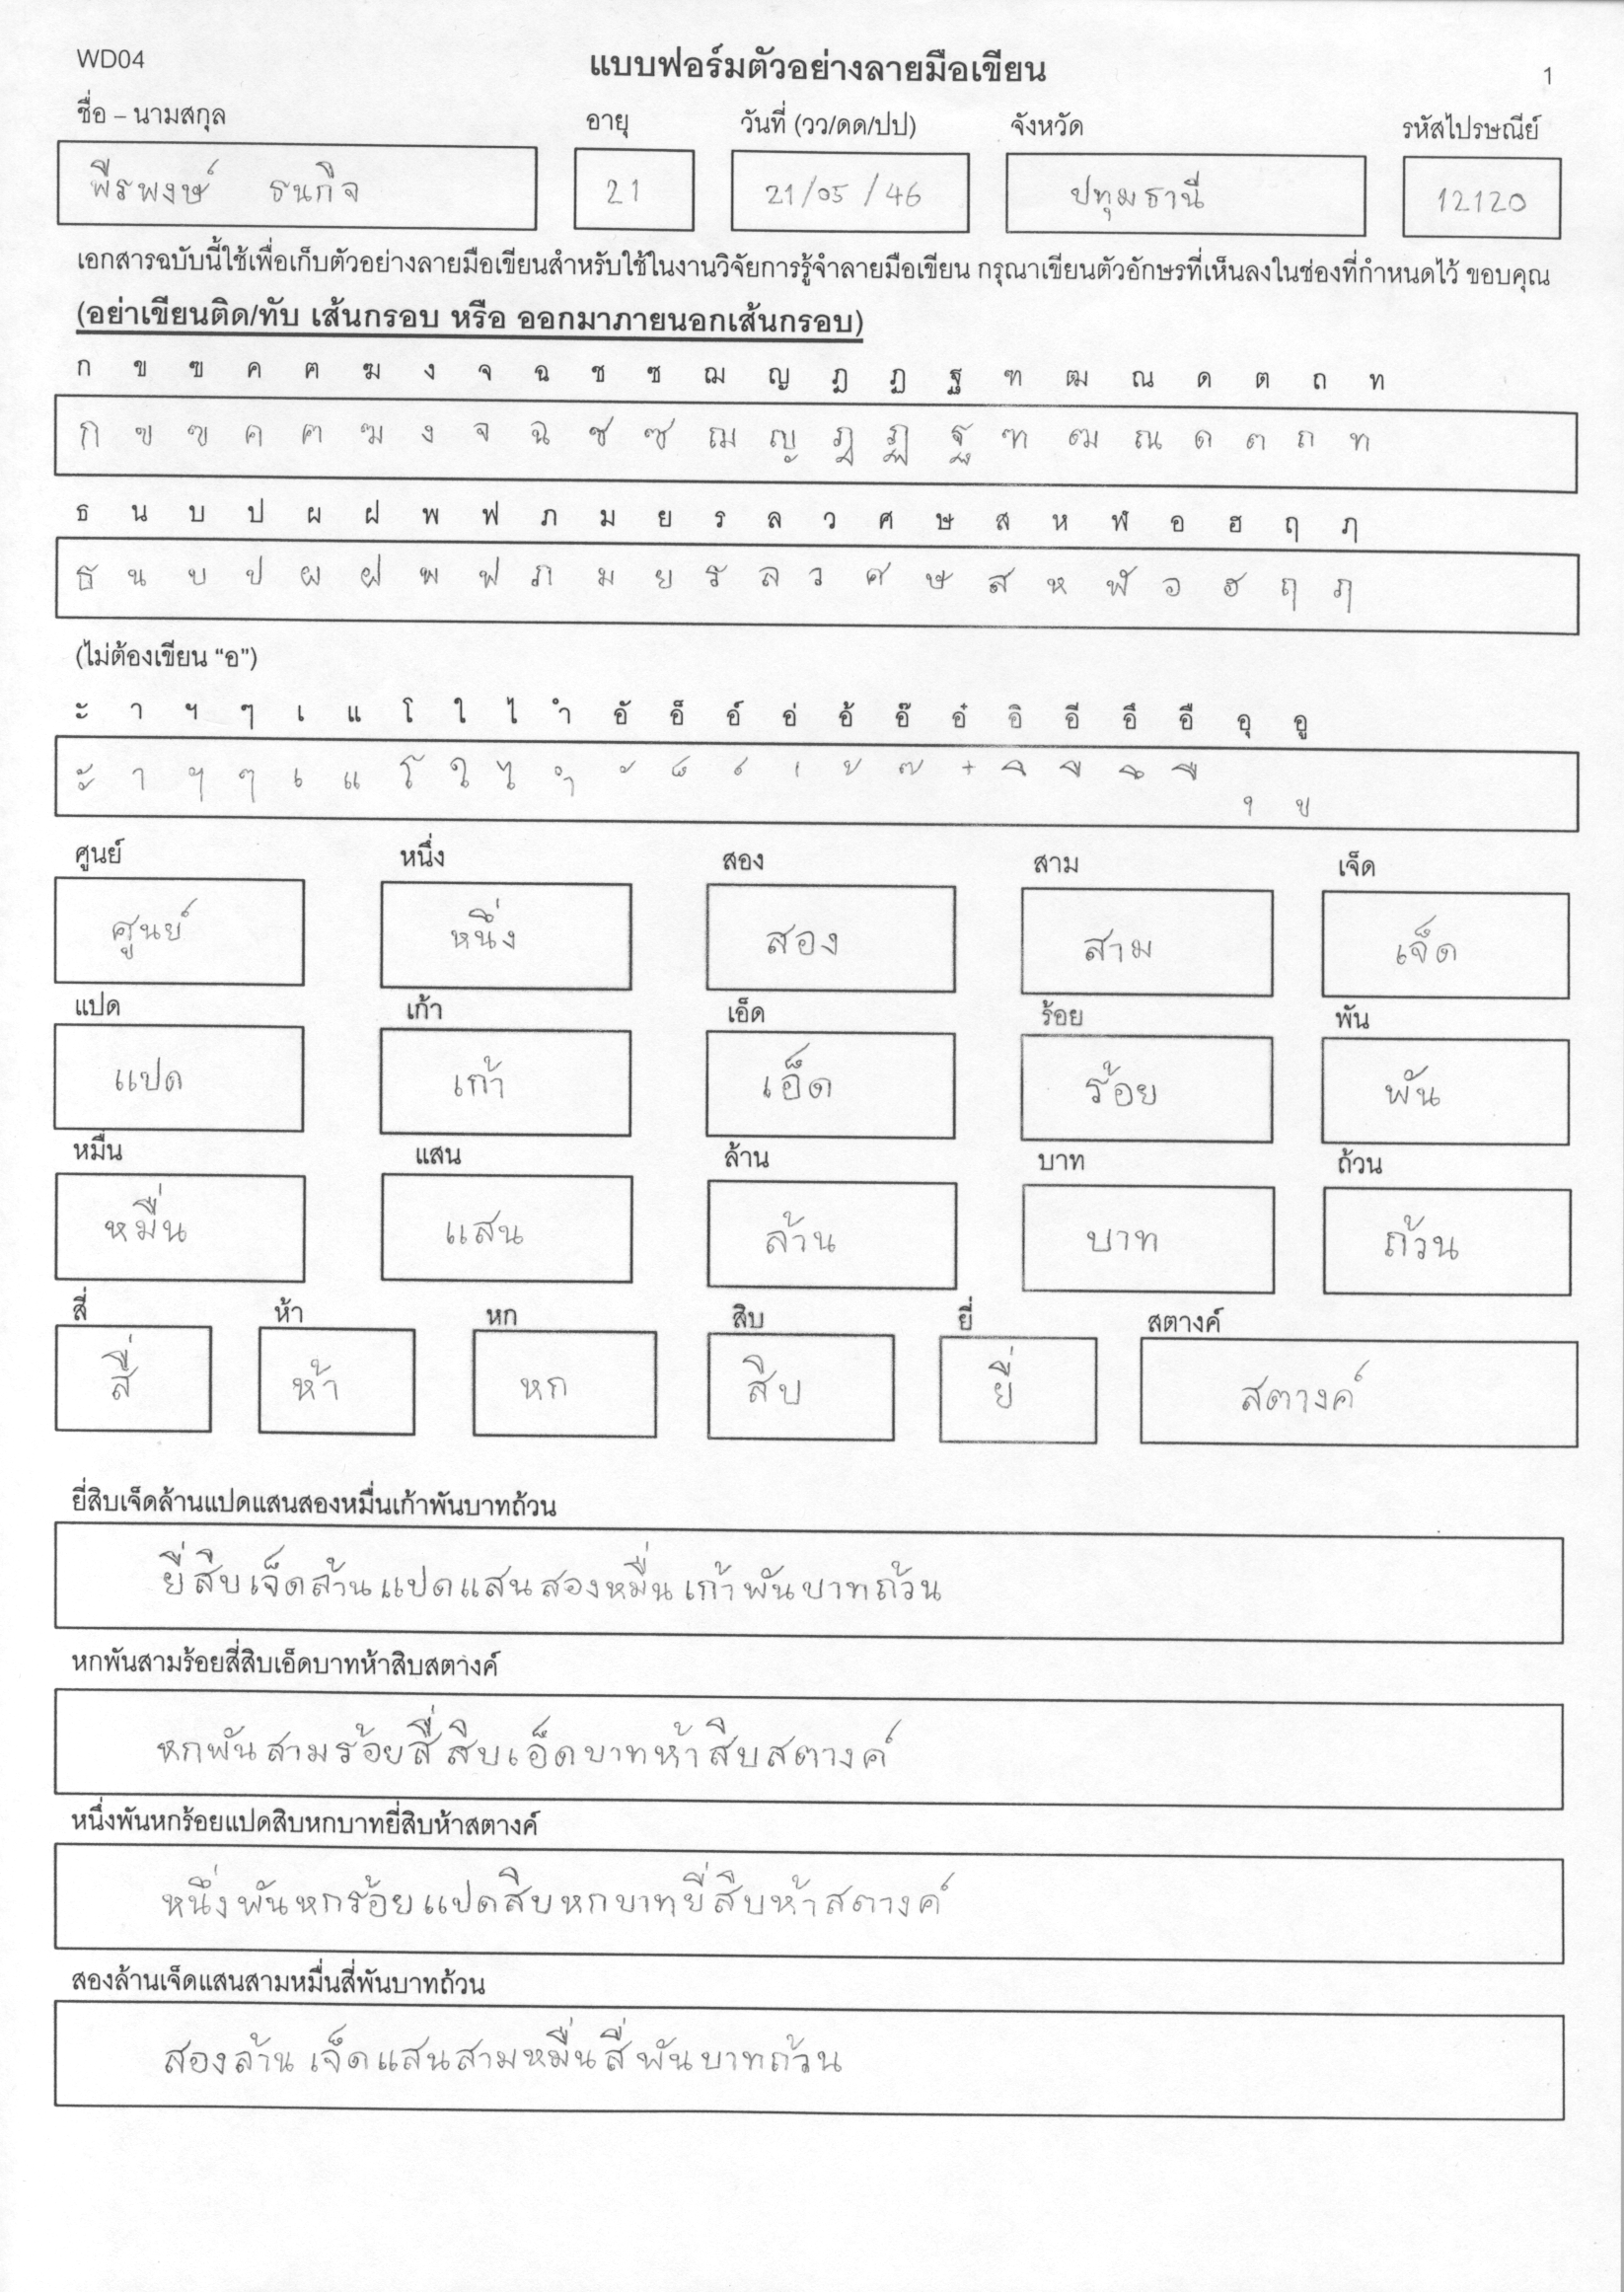 WD04
แบบฟอร์มตัวอย่างลายมือเขียน
1
ชื่อ – นามสกุล อายุ วันที่ (วว/ดด/ปป) จังหวัด รหัสไปรษณีย์
พีรพงษ์ ธนกิจ 21 21/05/46 ปทุมธานี 12120
เอกสารฉบับนี้ใช้เพื่อเก็บตัวอย่างลายมือเขียนสำหรับใช้ในงานวิจัยการรู้จำลายมือเขียน กรุณาเขียนตัวอักษรที่เห็นลงในช่องที่กำหนดไว้ ขอบคุณ
(อย่าเขียนติด/ทับ เส้นกรอบ หรือ ออกมาภายนอกเส้นกรอบ)
ก ข ฃ ค ฅ ฆ ง จ ฉ ช ซ ฌ ญ ฎ ฏ ฐ ฑ ฒ ณ ด ต ถ ท
ก ข ฃ ค ฅ ฆ ง จ ฉ ช ซ ฌ ญ ฎ ฏ ฐ ฑ ฒ ณ ด ต ถ ท
ธ น บ ป ผ ฝ พ ฟ ภ ม ย ร ล ว ศ ษ ส ห ฬ อ ฮ ฤ ฦ
ธ น บ ป ผ ฝ พ ฟ ภ ม ย ร ล ว ศ ษ ส ห ฬ อ ฮ ฤ ฦ
(ไม่ต้องเขียน “อ”)
ะ า ฯ ๆ เ แ โ ใ ไ ำ อั อ็ อ์ อ่ อ้ อ๊ อ๋ อิ อี อึ อื อุ อู
ะ า ฯ ๆ เ แ โ ใ ไ ำ ั ็ ์ ่ ้ ๊ ๋ ิ ี ึ ื ุ ู
ศูนย์ หนึ่ง สอง สาม เจ็ด
ศูนย์ หนึ่ง สอง สาม เจ็ด
แปด เก้า เอ็ด ร้อย พัน
แปด เก้า เอ็ด ร้อย พัน
หมื่น แสน ล้าน บาท ถ้วน
หมื่น แสน ล้าน บาท ถ้วน
สี่ ห้า หก สิบ ยี่ สตางค์
สี่ ห้า หก สิบ ยี่ สตางค์
ยี่สิบเจ็ดล้านแปดแสนสองหมื่นเก้าพันบาทถ้วน
ยี่สิบเจ็ดล้านแปดแสนสองหมื่นเก้าพันบาทถ้วน
หกพันสามร้อยสี่สิบเอ็ดบาทห้าสิบสตางค์
หกพันสามร้อยสี่สิบเอ็ดบาทห้าสิบสตางค์
หนึ่งพันหกร้อยแปดสิบหกบาทยี่สิบห้าสตางค์
หนึ่งพันหกร้อยแปดสิบหกบาทยี่สิบห้าสตางค์
สองล้านเจ็ดแสนสามหมื่นสี่พันบาทถ้วน
สองล้านเจ็ดแสนสามหมื่นสี่พันบาทถ้วน